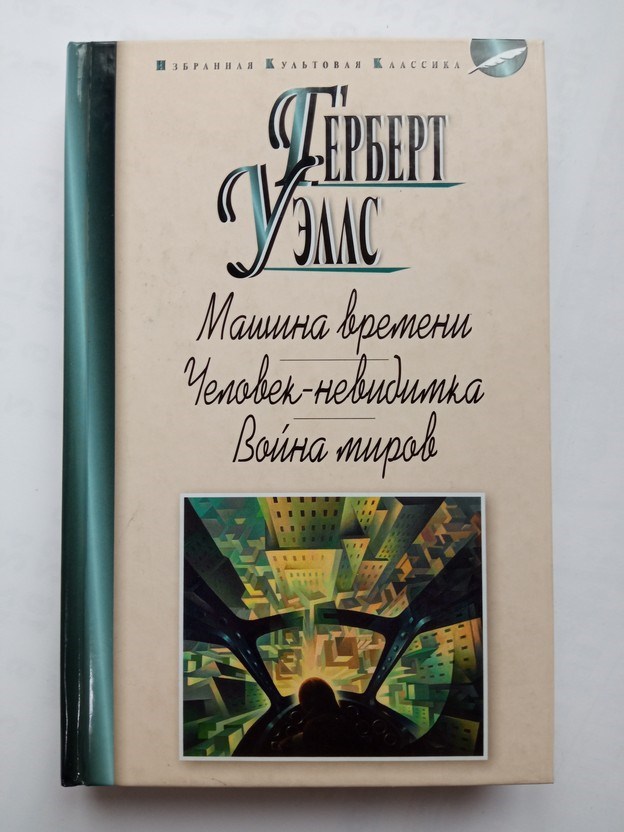 Избранная Культовая Классика
Герберт
Уэллс
Машина времени
Человек-невидимка
Война миров